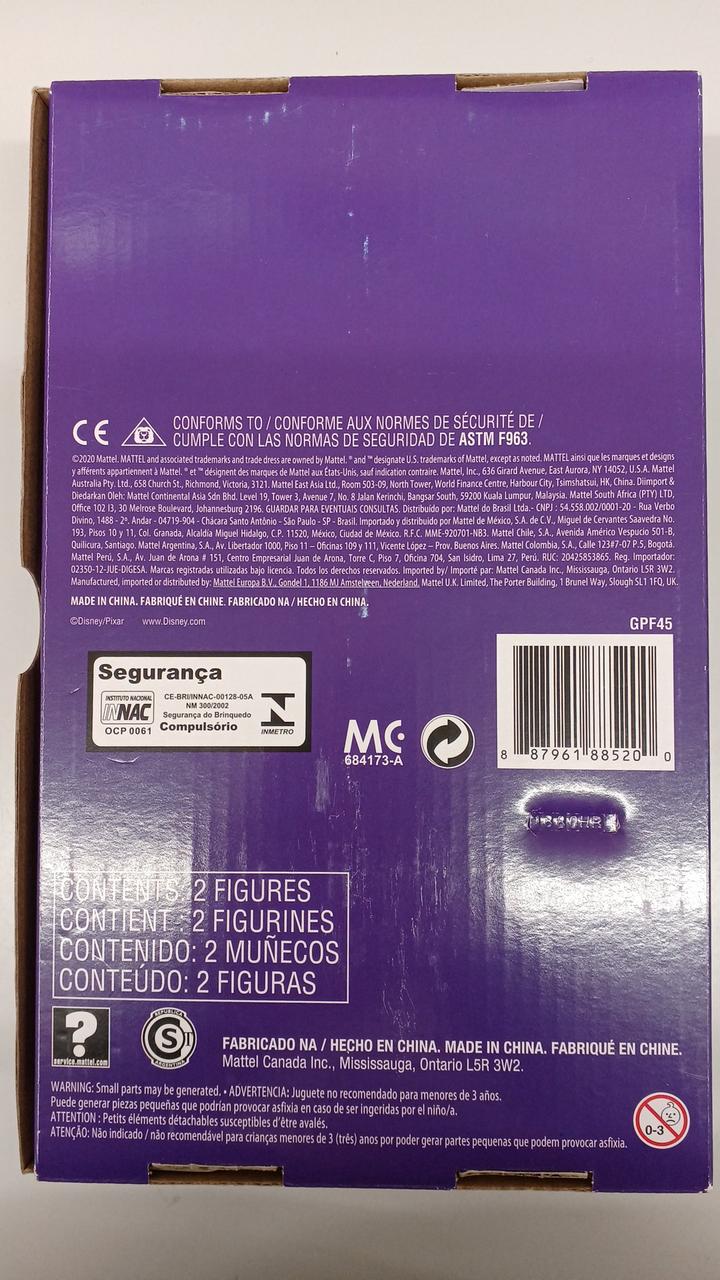 CE
CONFORMS TO / CONFORME AUX NORMES DE SÉCURITÉ DE /
CUMPLE CON LAS NORMAS DE SEGURIDAD DE ASTM F963.
©2020 Mattel. MATTEL and associated trademarks and trade dress are owned by Mattel. ® and ™ designate U.S. trademarks of Mattel, except as noted. MATTEL ainsi que les marques et designs
y afférents appartiennent à Mattel. ® et ™ désignent des marques de Mattel aux États-Unis, sauf indication contraire. Mattel, Inc., 636 Girard Avenue, East Aurora, NY 14052, U.S.A. Mattel
Australia Pty. Ltd., 658 Church St., Richmond, Victoria, 3121. Mattel East Asia Ltd., Room 503-09, North Tower, World Finance Centre, Harbour City, Tsimshatsui, HK, China. Diimport &
Diedarkan Oleh: Mattel Continental Asia Sdn Bhd. Level 19, Tower 3, Avenue 7, No. 8 Jalan Kerinchi, Bangsar South, 59200 Kuala Lumpur, Malaysia. Mattel South Africa (PTY) LTD,
Office 102 I3, 30 Melrose Boulevard, Johannesburg 2196. GUARDAR PARA EVENTUAIS CONSULTAS. Distribuído por: Mattel do Brasil Ltda.- CNPJ : 54.558.002/0001-20 - Rua Verbo
Divino, 1488 - 2º. Andar - 04719-904 - Chácara Santo Antônio - São Paulo - SP - Brasil. Importado y distribuido por Mattel de México, S.A. de C.V., Miguel de Cervantes Saavedra No.
193, Pisos 10 y 11, Col. Granada, Alcaldía Miguel Hidalgo, C.P. 11520, México, Ciudad de México. R.F.C. MME-920701-NB3. Mattel Chile, S.A., Avenida Américo Vespucio 501-B,
Quilicura, Santiago. Mattel Argentina, S.A., Av. Libertador 1000, Piso 11 – Oficinas 109 y 111, Vicente López – Prov. Buenos Aires. Mattel Colombia, S.A., Calle 123#7-07 P.5, Bogotá.
Mattel Perú, S.A., Av. Juan de Arona # 151, Centro Empresarial Juan de Arona, Torre C, Piso 7, Oficina 704, San Isidro, Lima 27, Perú. RUC: 20425853865. Reg. Importador:
02350-12-JUE-DIGESA. Marcas registradas utilizadas bajo licencia. Todos los derechos reservados. Imported by/ Importé par: Mattel Canada Inc., Mississauga, Ontario L5R 3W2.
Manufactured, imported or distributed by: Mattel Europa B.V., Gondel 1, 1186 MJ Amstelveen, Nederland. Mattel U.K. Limited, The Porter Building, 1 Brunel Way, Slough SL1 1FQ, UK.
MADE IN CHINA. FABRIQUÉ EN CHINE. FABRICADO NA / HECHO EN CHINA.
©Disney/Pixar www.Disney.com
GPF45
Segurança
INSTITUTO NACIONAL
INNAC
OCP 0061
CE-BRI/INNAC-00128-05A
NM 300/2002
Segurança do Brinquedo
Compulsório
INMETRO
MC
684173-A
8 87961 88520 0
CONTENTS: 2 FIGURES
CONTIENT : 2 FIGURINES
CONTENIDO: 2 MUÑECOS
CONTEÚDO: 2 FIGURAS
?
service.mattel.com
REPUBLICA
S
ARGENTINA
FABRICADO NA / HECHO EN CHINA. MADE IN CHINA. FABRIQUÉ EN CHINE.
Mattel Canada Inc., Mississauga, Ontario L5R 3W2.
WARNING: Small parts may be generated. • ADVERTENCIA: Juguete no recomendado para menores de 3 años.
Puede generar piezas pequeñas que podrían provocar asfixia en caso de ser ingeridas por el niño/a.
ATTENTION : Petits éléments détachables susceptibles d'être avalés.
ATENÇÃO: Não indicado / não recomendável para crianças menores de 3 (três) anos por poder gerar partes pequenas que podem provocar asfixia.
0-3